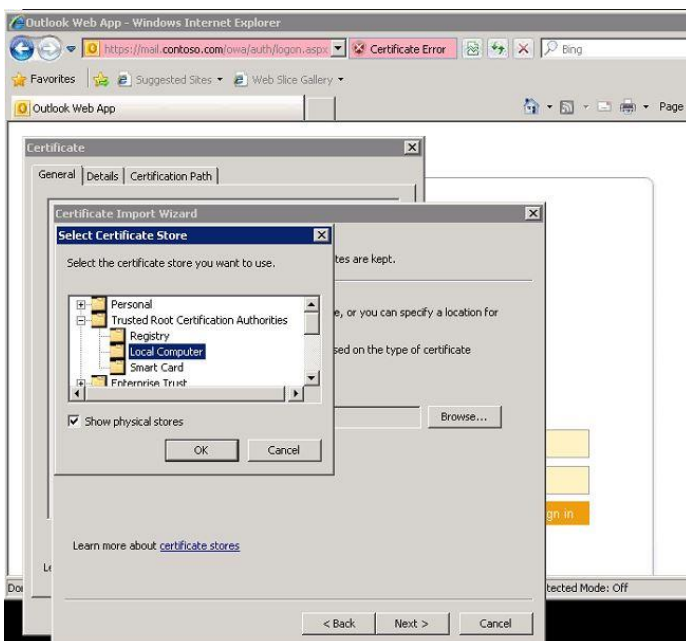 Outlook Web App - Windows Internet Explorer
https://mail.contoso.com/owa/auth/logon.aspx
Certificate Error
Bing
Favorites
Suggested Sites
Web Slice Gallery
Outlook Web App
Page
Certificate
General
Details
Certification Path
Certificate Import Wizard
Select Certificate Store
Select the certificate store you want to use.
tes are kept.
Personal
Trusted Root Certification Authorities
e, or you can specify a location for
Registry
Local Computer
sed on the type of certificate
Smart Card
Enterprise Trust
Show physical stores
Browse...
OK
Cancel
gn in
Learn more about certificate stores
Le
Do
tected Mode: Off
< Back
Next >
Cancel